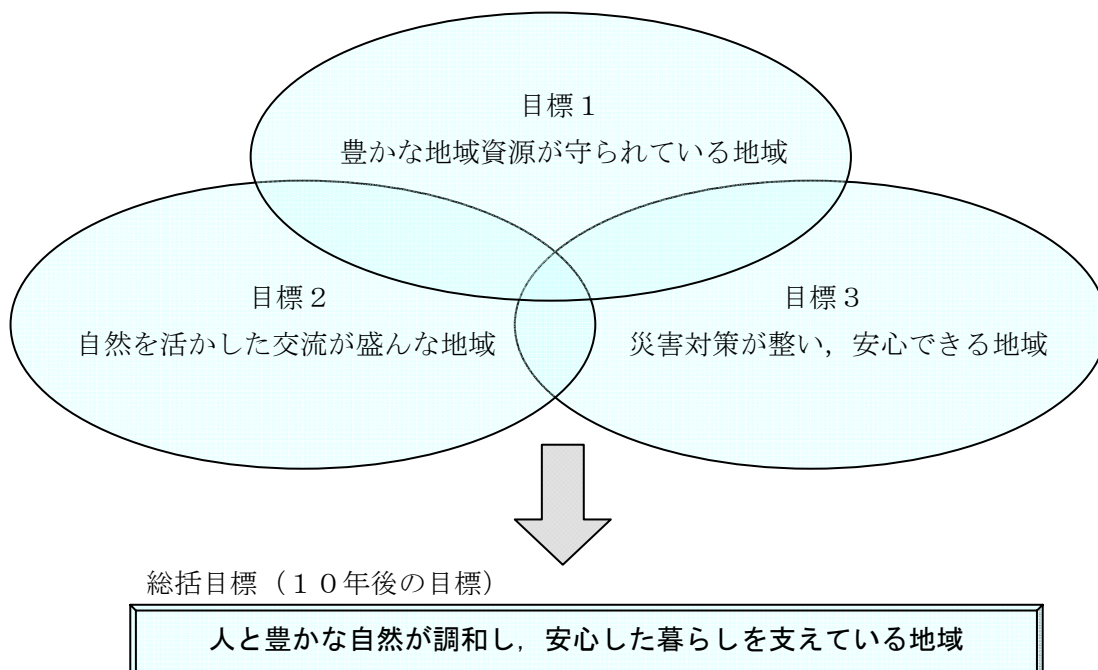 目標１
豊かな地域資源が守られている地域
目標２
自然を活かした交流が盛んな地域
目標３
災害対策が整い，安心できる地域
総括目標（１０年後の目標）
人と豊かな自然が調和し，安心した暮らしを支えている地域